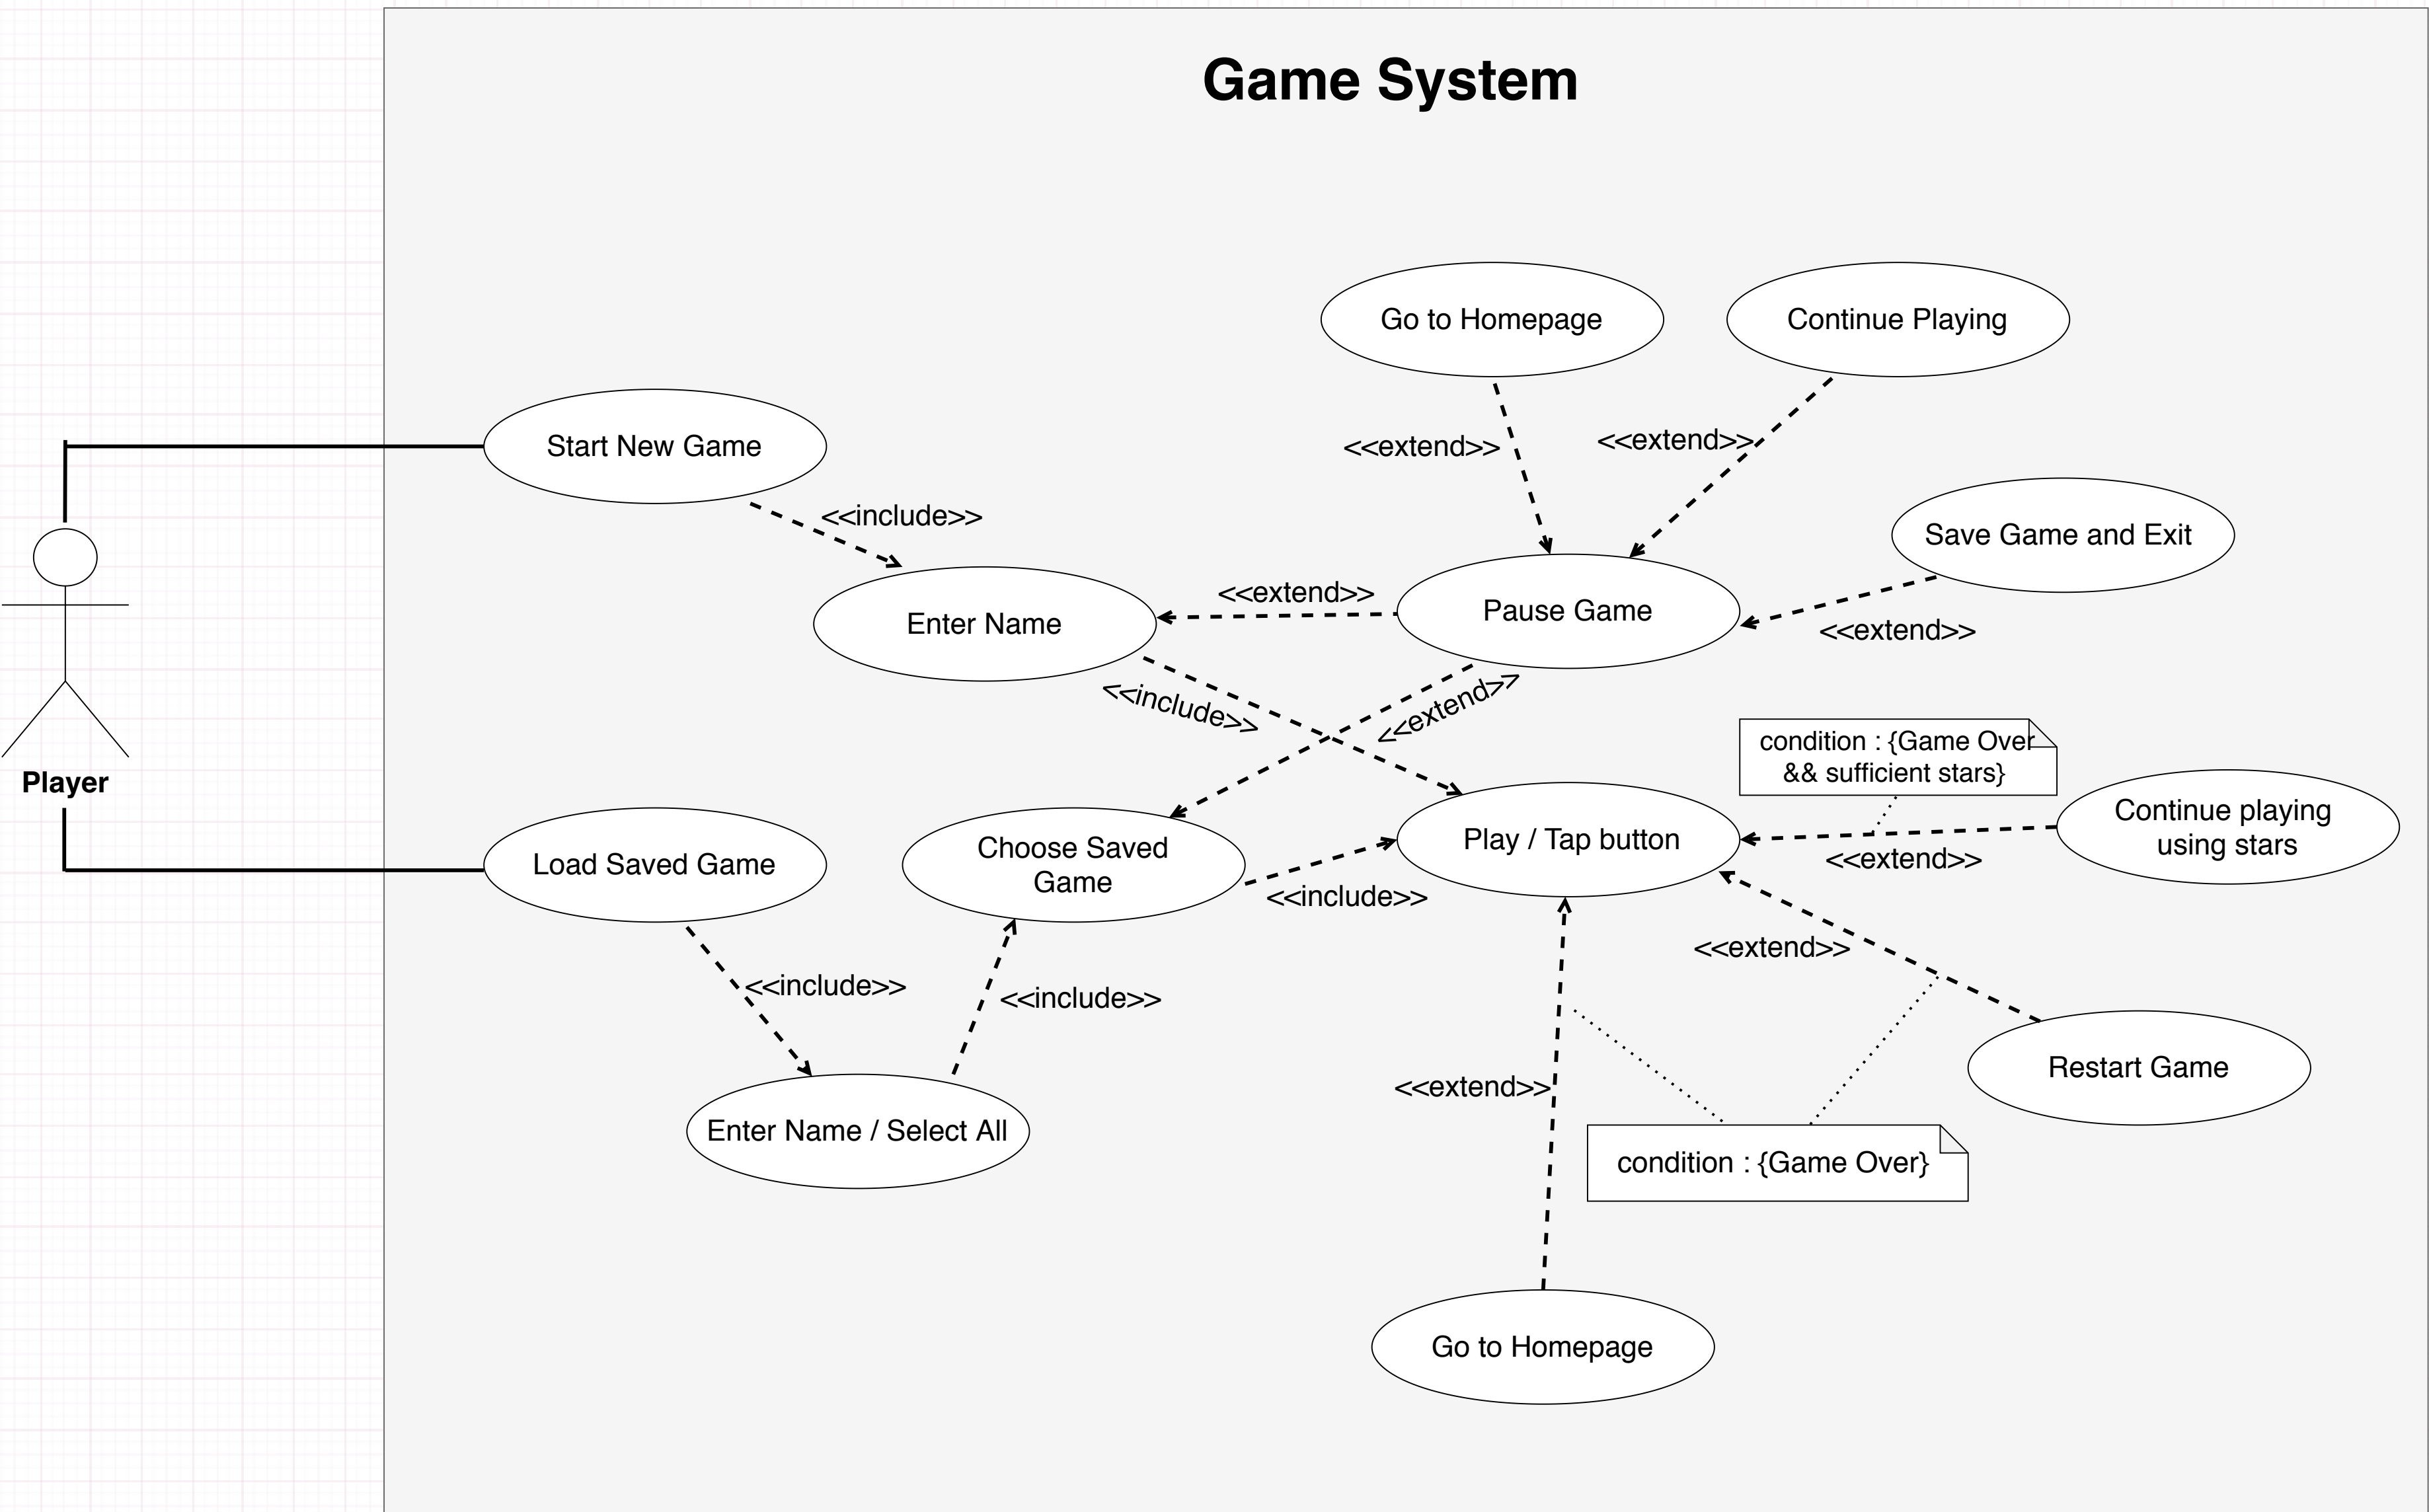 Game System
Go to Homepage
Continue Playing
Start New Game
<<extend>>
<<extend>>
<<include>>
Save Game and Exit
<<extend>>
Pause Game
Enter Name
<<extend>>
<<include>>
<<extend>>
condition : {Game Over
&& sufficient stars}
Player
Load Saved Game
Choose Saved
Game
Play / Tap button
Continue playing
using stars
<<extend>>
<<include>>
<<extend>>
<<include>>
<<include>>
Restart Game
<<extend>>
Enter Name / Select All
condition : {Game Over}
Go to Homepage